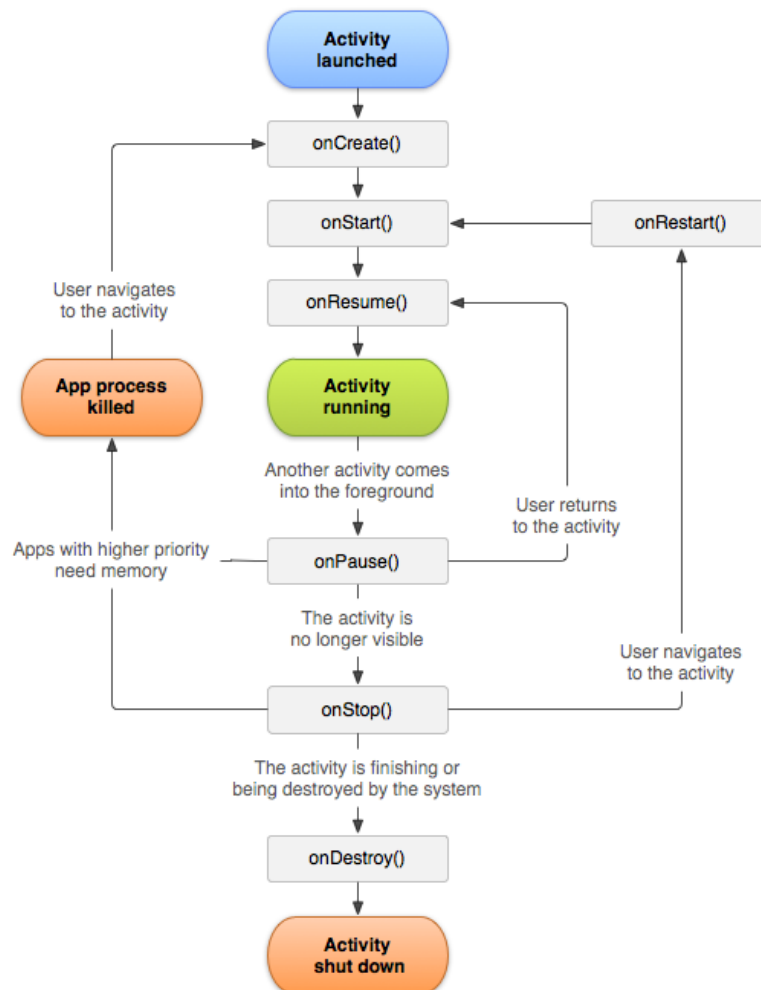 Activity
launched
onCreate()
onStart()
onRestart()
User navigates
to the activity
onResume()
App process
killed
Activity
running
Another activity comes
into the foreground
User returns
to the activity
Apps with higher priority
need memory
onPause()
The activity is
no longer visible
User navigates
to the activity
onStop()
The activity is finishing or
being destroyed by the system
onDestroy()
Activity
shut down